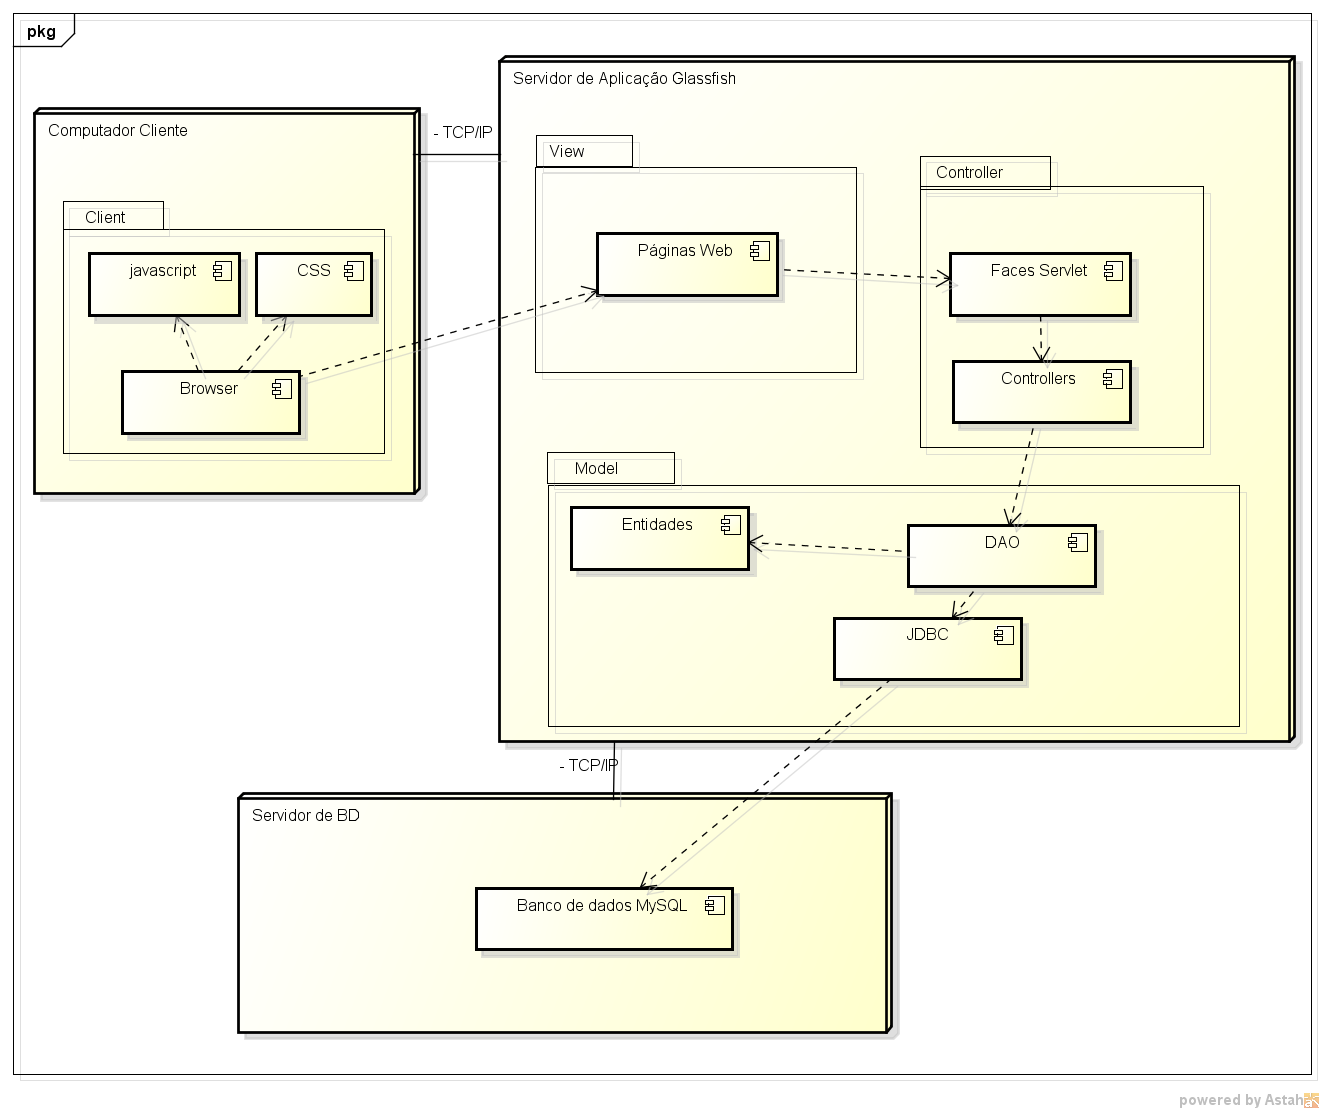 pkg
Servidor de Aplicação Glassfish
Computador Cliente
- TCP/IP
View
Controller
Client
Páginas Web
javascript
CSS
Faces Servlet
Browser
Controllers
Model
Entidades
DAO
JDBC
- TCP/IP
Servidor de BD
Banco de dados MySQL
powered by Astah